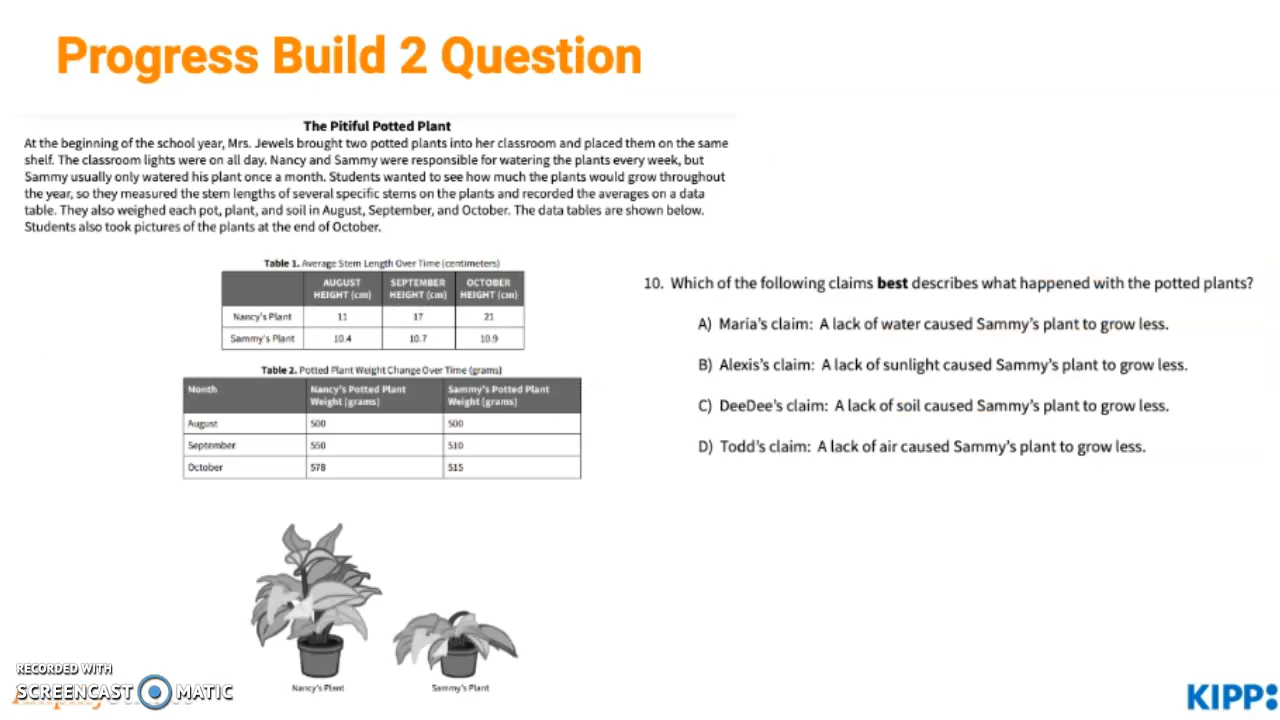 Progress Build 2 Question
The Pitiful Potted Plant
At the beginning of the school year, Mrs. Jewels brought two potted plants into her classroom and placed them on the same
shelf. The classroom lights were on all day. Nancy and Sammy were responsible for watering the plants every week, but
Sammy usually only watered his plant once a month. Students wanted to see how much the plants would grow throughout
the year, so they measured the stem lengths of several specific stems on the plants and recorded the averages on a data
table. They also weighed each pot, plant, and soil in August, September, and October. The data tables are shown below.
Students also took pictures of the plants at the end of October.
Table 1. Average Stem Length Over Time (centimeters)
AUGUST HEIGHT (cm) SEPTEMBER HEIGHT (cm) OCTOBER HEIGHT (cm)
Nancy's Plant 11 17 21
Sammy's Plant 10.4 10.7 10.9
Table 2. Potted Plant Weight Change Over Time (grams)
Month Nancy's Potted Plant Weight (grams) Sammy's Potted Plant Weight (grams)
August 500 500
September 550 510
October 578 515
Nancy's Plant
Sammy's Plant
10. Which of the following claims best describes what happened with the potted plants?
A) Maria's claim: A lack of water caused Sammy's plant to grow less.
B) Alexis's claim: A lack of sunlight caused Sammy's plant to grow less.
C) DeeDee's claim: A lack of soil caused Sammy's plant to grow less.
D) Todd's claim: A lack of air caused Sammy's plant to grow less.
RECORDED WITH
SCREENCAST MATIC
KIPP: